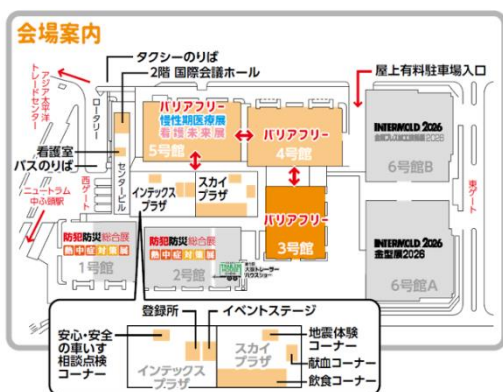 会場案内
タクシーのりば
2階 国際会議ホール
屋上有料駐車場入口
アジア太平洋
トレードセンター
ロータリー
バリアフリー
慢性期医療展
看護未来展
5号館
バリアフリー
4号館
INTERMOLD 2026
6号館B
看護室
バスのりば
センタービル
インテックス
プラザ
スカイ
プラザ
西ゲート
東ゲート
ニュートラム
中ふ頭駅
バリアフリー
3号館
INTERMOLD 2026
金型展2026
6号館A
防犯防災総合展
熱中症対策展
1号館
防犯防災総合展
熱中症対策展
2号館
登録所
イベントステージ
安心・安全
の車いす
相談点検
コーナー
インテックス
プラザ
スカイ
プラザ
地震体験
コーナー
献血コーナー
飲食コーナー